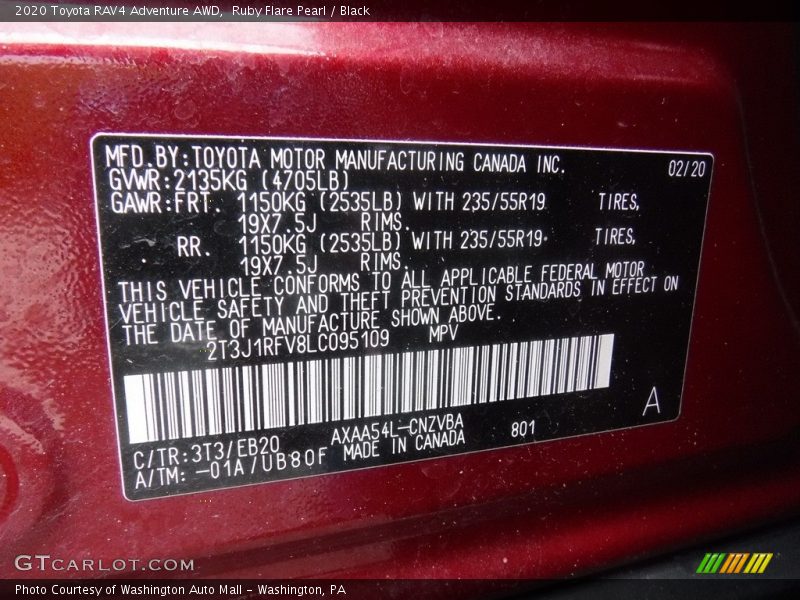 2020 Toyota RAV4 Adventure AWD, Ruby Flare Pearl / Black
MFD.BY:TOYOTA MOTOR MANUFACTURING CANADA INC. 02/20
GVWR:2135KG (4705LB)
GAWR:FRT. 1150KG (2535LB) WITH 235/55R19 TIRES,
19X7.5J RIMS.
RR. 1150KG (2535LB) WITH 235/55R19 TIRES,
19X7.5J RIMS.
THIS VEHICLE CONFORMS TO ALL APPLICABLE FEDERAL MOTOR
VEHICLE SAFETY AND THEFT PREVENTION STANDARDS IN EFFECT ON
THE DATE OF MANUFACTURE SHOWN ABOVE.
2T3J1RFV8LC095109 MPV
A
C/TR:3T3/EB20 AXAA54L-CNZVBA 801
A/TM: -01A/UB80F MADE IN CANADA
GTCARLOT.COM
Photo Courtesy of Washington Auto Mall - Washington, PA